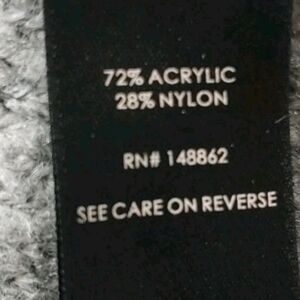 72% ACRYLIC
28% NYLON
RN# 148862
SEE CARE ON REVERSE